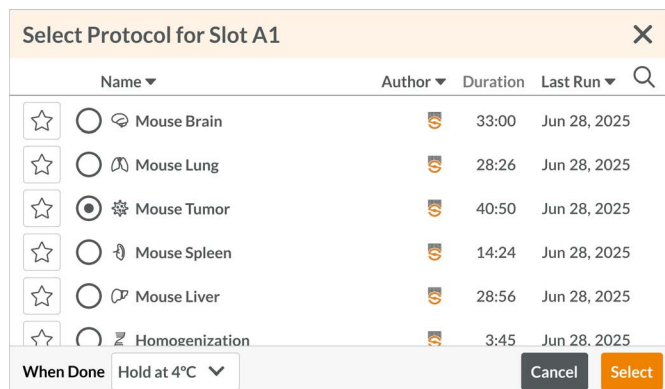 Select Protocol for Slot A1
Name Author Duration Last Run
Mouse Brain 33:00 Jun 28, 2025
Mouse Lung 28:26 Jun 28, 2025
Mouse Tumor 40:50 Jun 28, 2025
Mouse Spleen 14:24 Jun 28, 2025
Mouse Liver 28:56 Jun 28, 2025
Homogenization 3:45 Jun 28, 2025
When Done Hold at 4°C Cancel Select